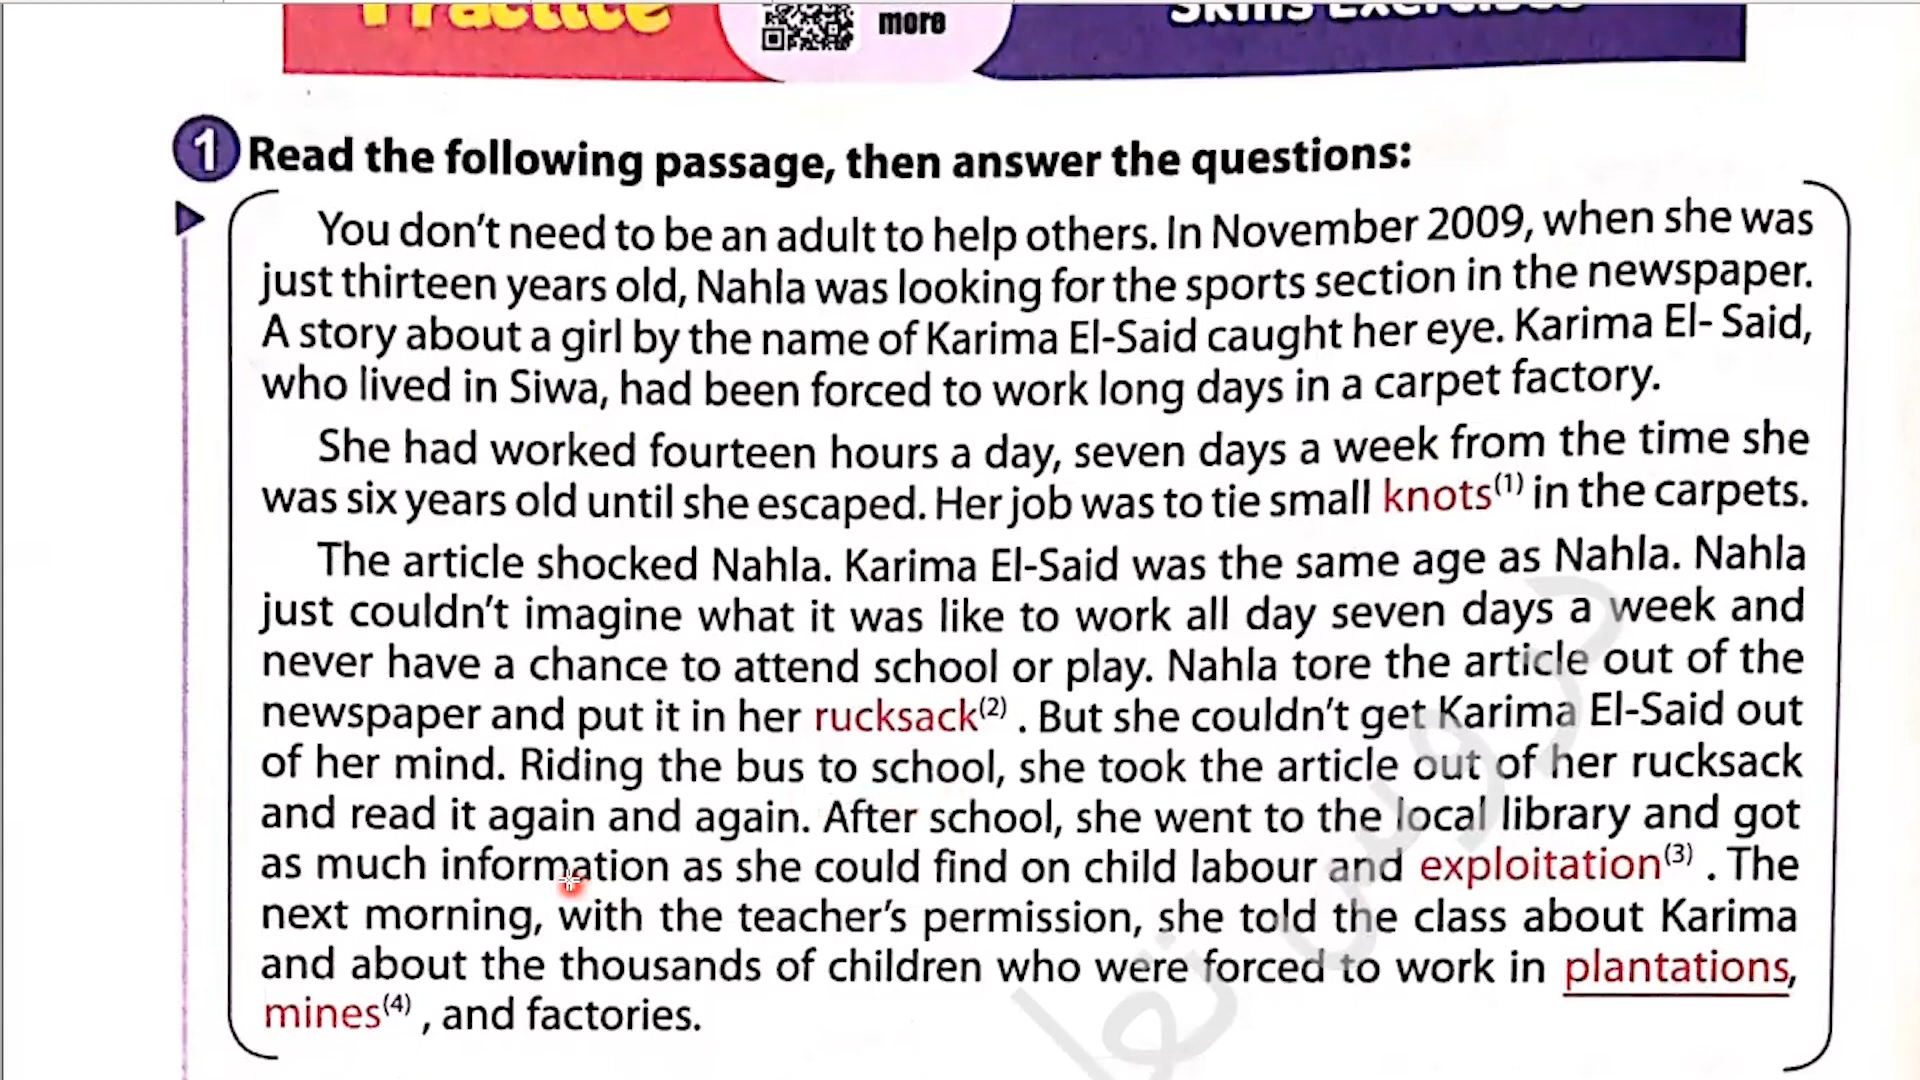 Practice
more
Skills Exercises
1 Read the following passage, then answer the questions:
You don't need to be an adult to help others. In November 2009, when she was
just thirteen years old, Nahla was looking for the sports section in the newspaper.
A story about a girl by the name of Karima El-Said caught her eye. Karima El- Said,
who lived in Siwa, had been forced to work long days in a carpet factory.
She had worked fourteen hours a day, seven days a week from the time she
was six years old until she escaped. Her job was to tie small knots(1) in the carpets.
The article shocked Nahla. Karima El-Said was the same age as Nahla. Nahla
just couldn't imagine what it was like to work all day seven days a week and
never have a chance to attend school or play. Nahla tore the article out of the
newspaper and put it in her rucksack(2) . But she couldn't get Karima El-Said out
of her mind. Riding the bus to school, she took the article out of her rucksack
and read it again and again. After school, she went to the local library and got
as much information as she could find on child labour and exploitation(3) . The
next morning, with the teacher's permission, she told the class about Karima
and about the thousands of children who were forced to work in plantations,
mines(4) , and factories.